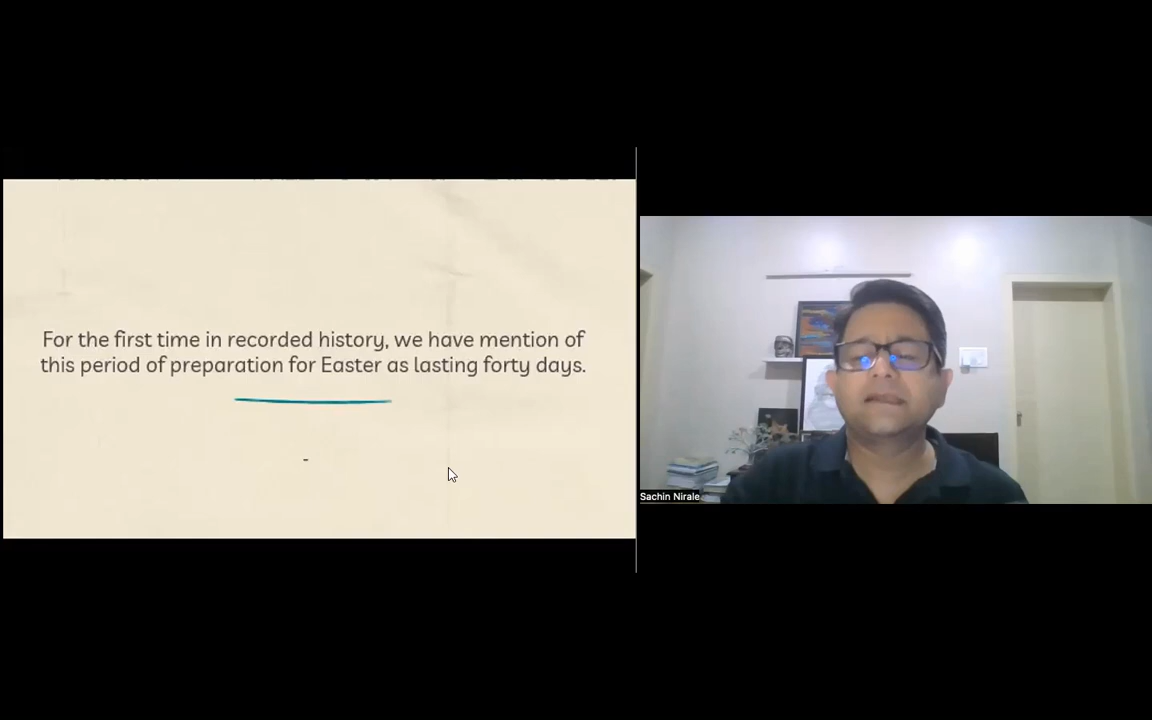 For the first time in recorded history, we have mention of
this period of preparation for Easter as lasting forty days.
-
Sachin Nirale